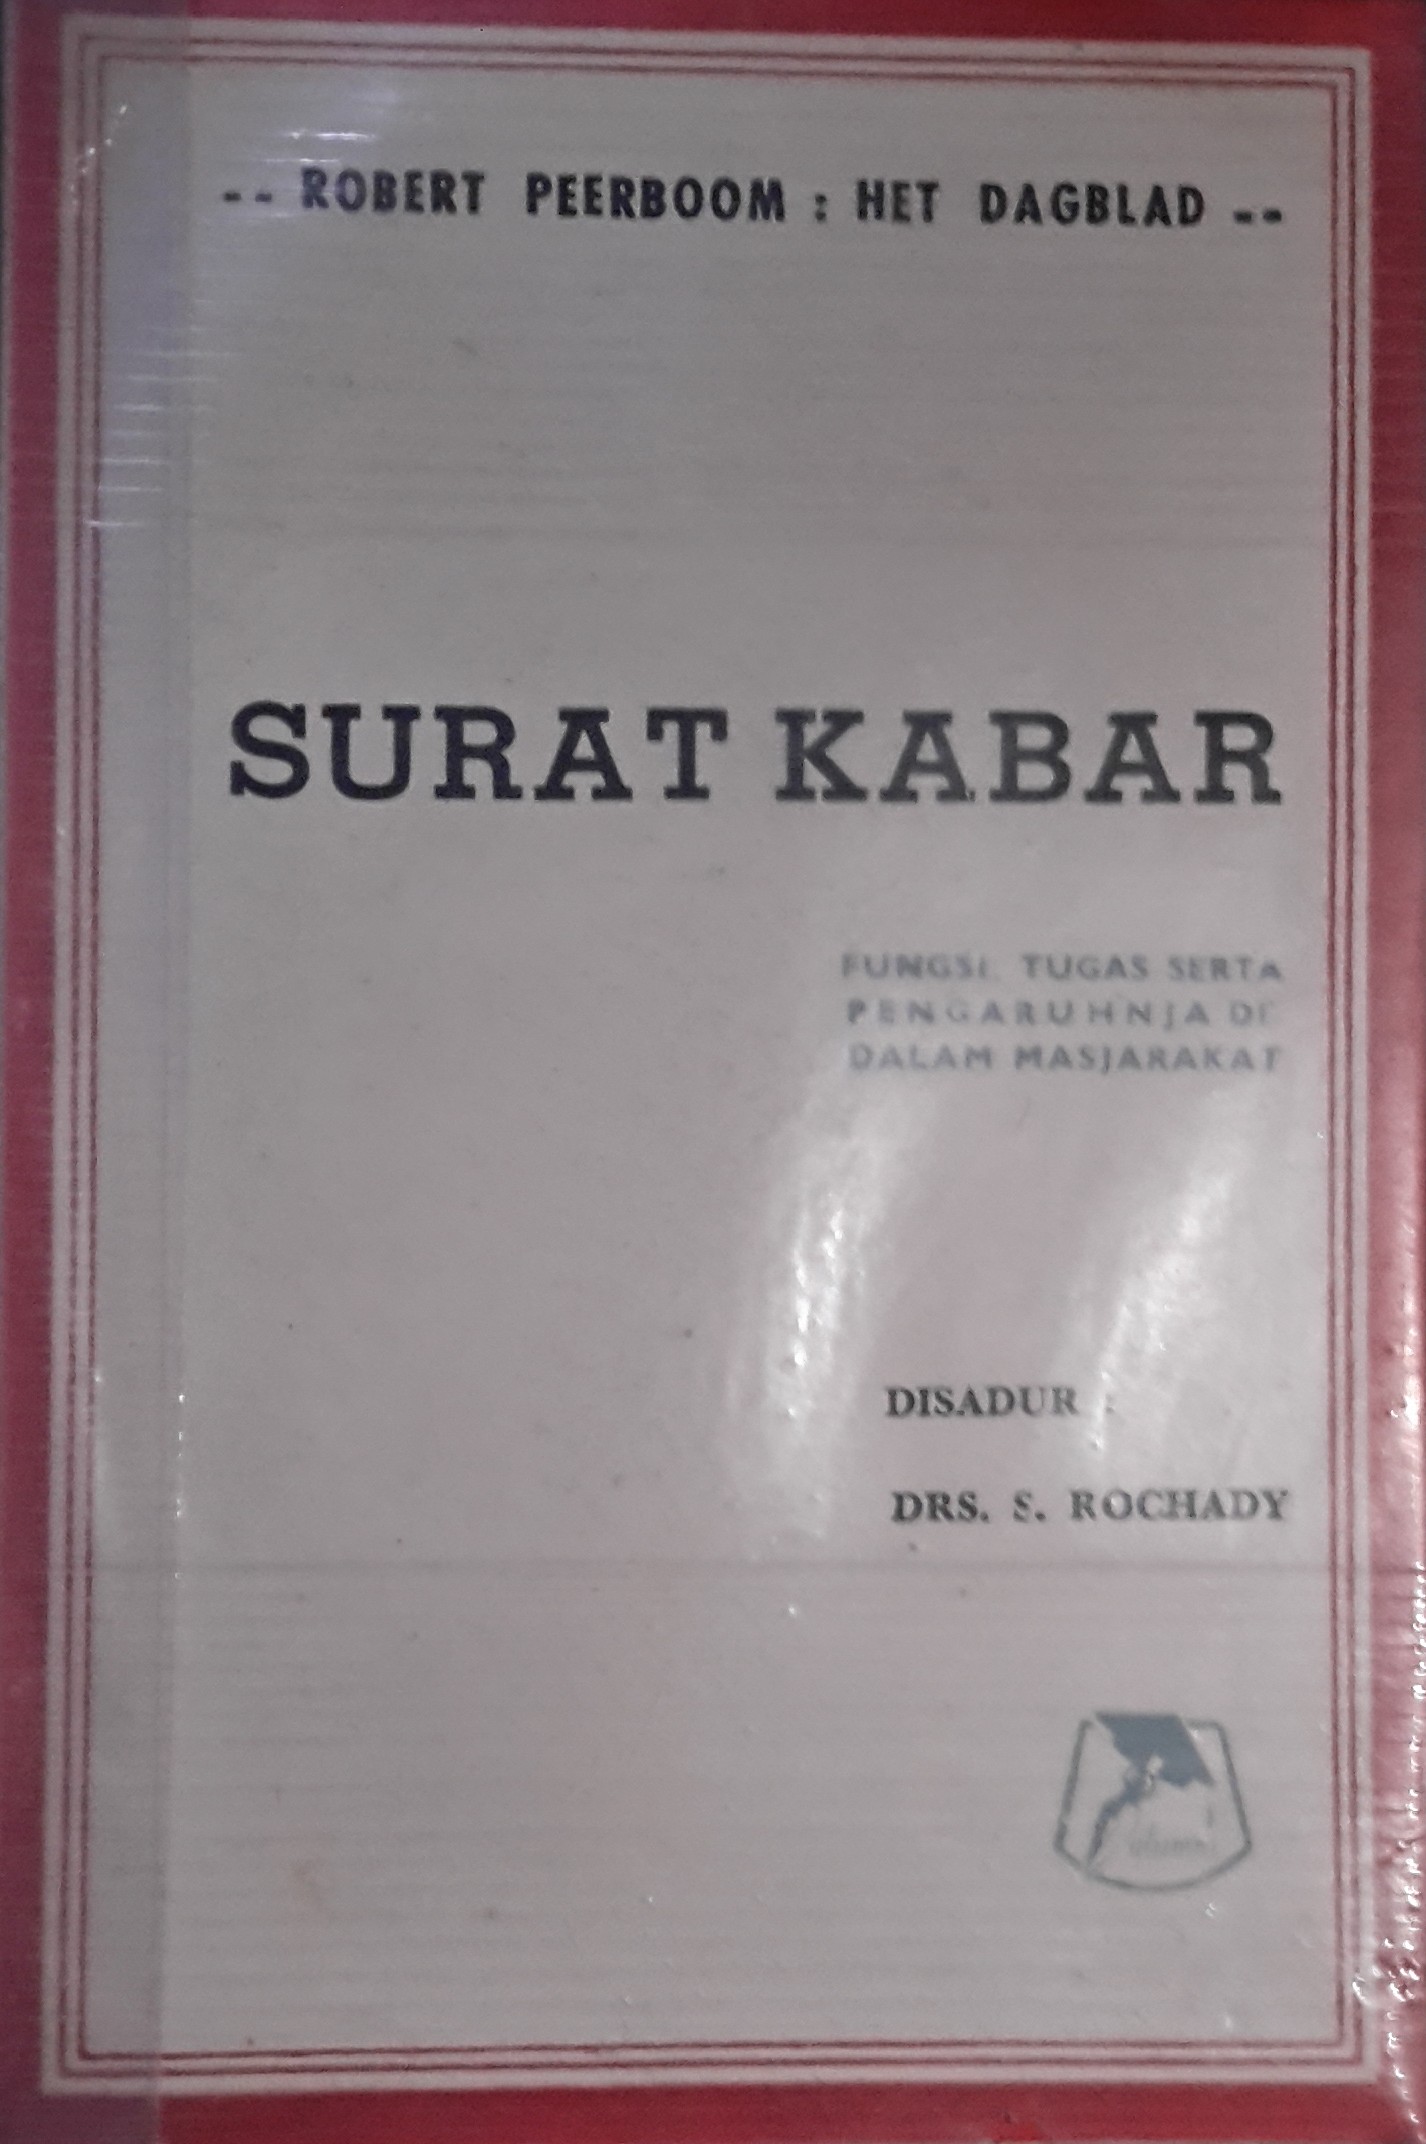 -- ROBERT PEERBOOM : HET DAGBLAD --
SURAT KABAR
FUNGSI, TUGAS SERTA
PENGARUHNJA DI
DALAM MASJARAKAT
DISADUR :
DRS. S. ROCHADY